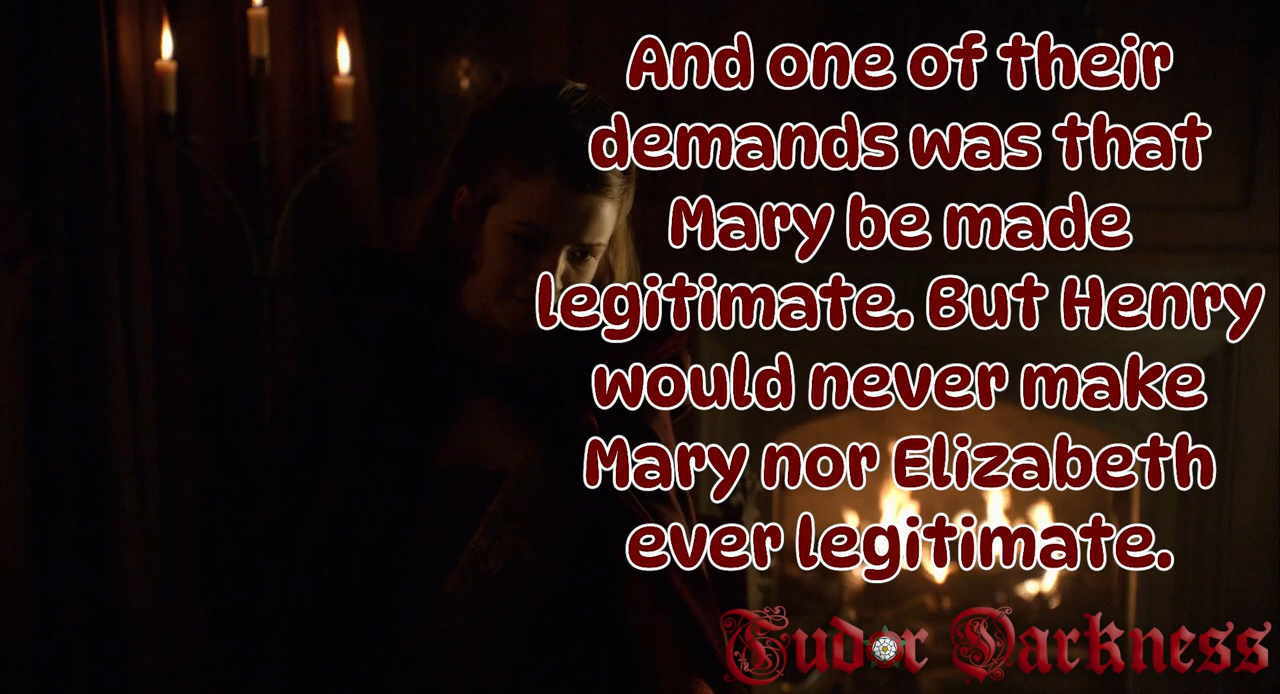 And one of their
demands was that
Mary be made
legitimate. But Henry
would never make
Mary nor Elizabeth
ever legitimate.
Tudor Darkness